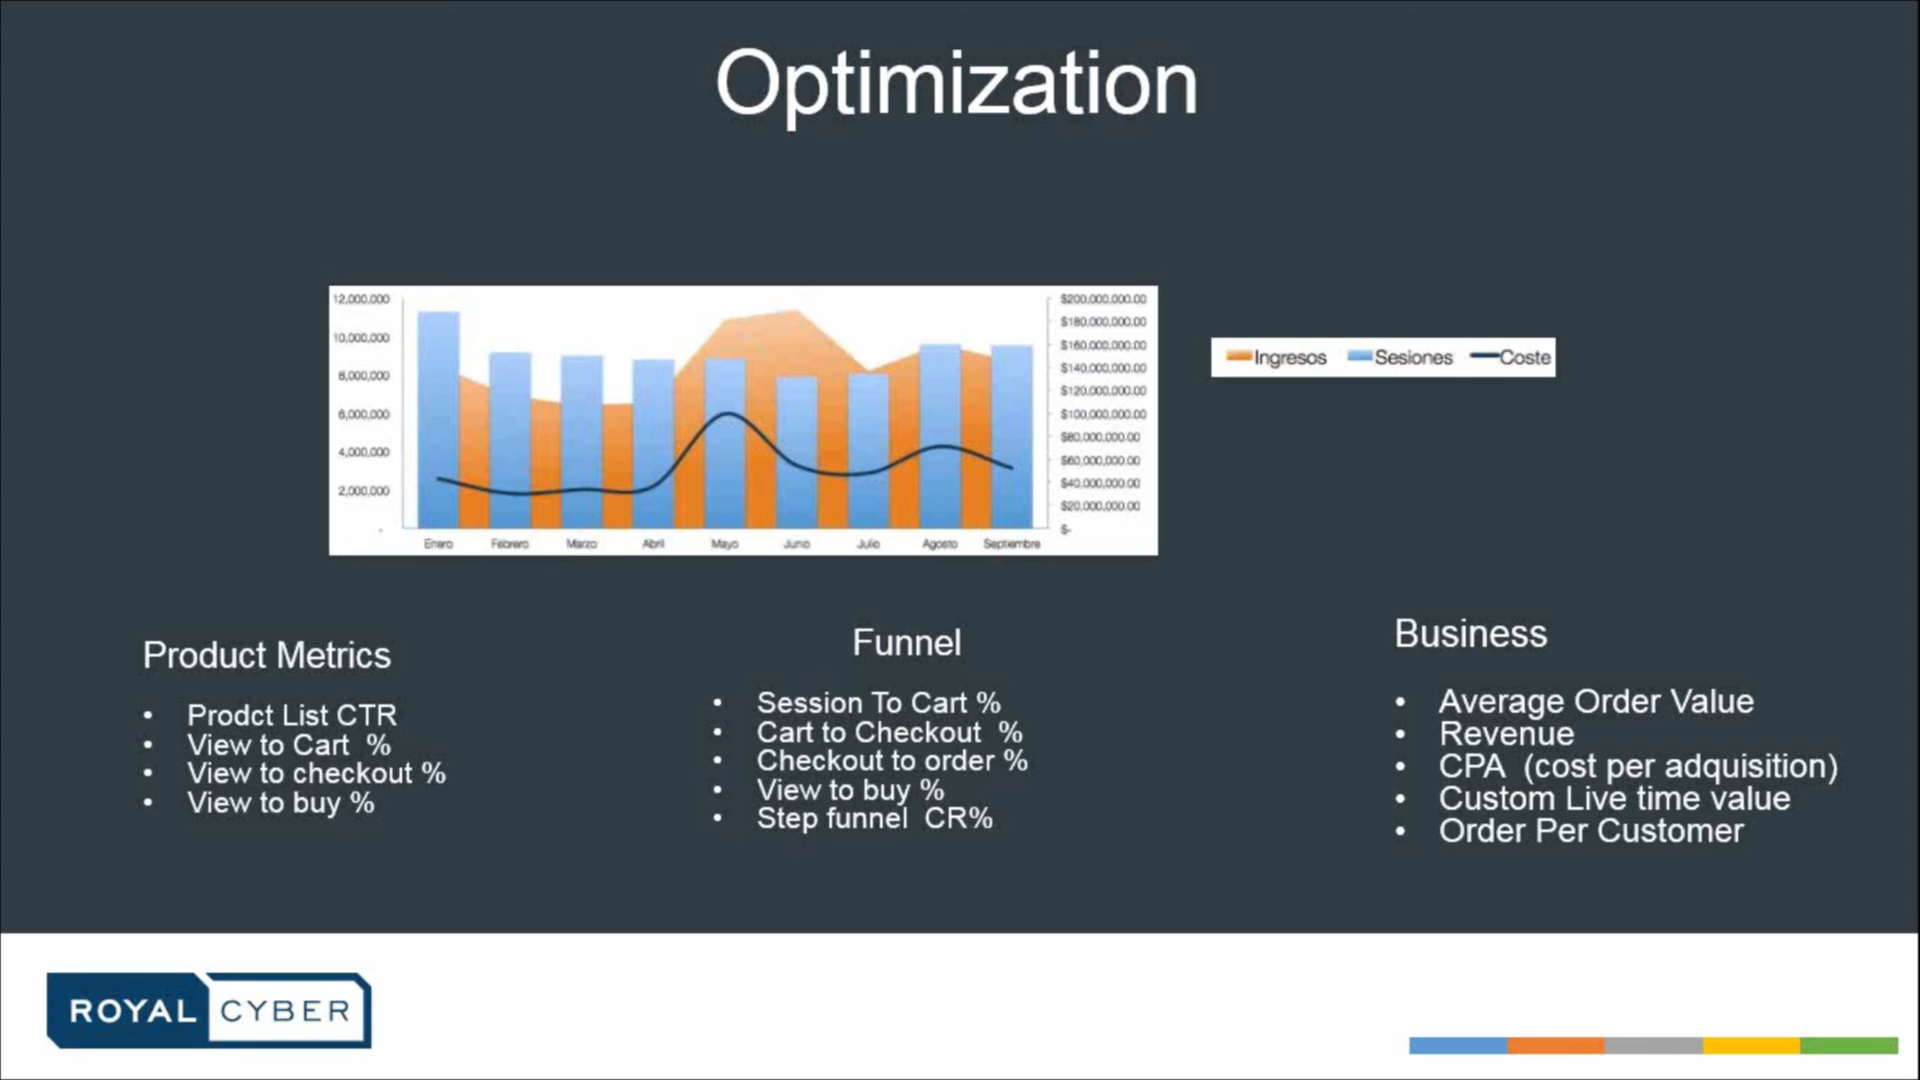 Optimization
12,000,000
10,000,000
8,000,000
6,000,000
4,000,000
2,000,000
-
$200,000,000.00
$180,000,000.00
$160,000,000.00
$140,000,000.00
$120,000,000.00
$100,000,000.00
$80,000,000.00
$60,000,000.00
$40,000,000.00
$20,000,000.00
$-
Enero Febrero Marzo Abril Mayo Junio Julio Agosto Septiembre
Ingresos Sesiones Coste
Product Metrics
• Prodct List CTR
• View to Cart %
• View to checkout %
• View to buy %
Funnel
• Session To Cart %
• Cart to Checkout %
• Checkout to order %
• View to buy %
• Step funnel CR%
Business
• Average Order Value
• Revenue
• CPA (cost per adquisition)
• Custom Live time value
• Order Per Customer
ROYAL CYBER